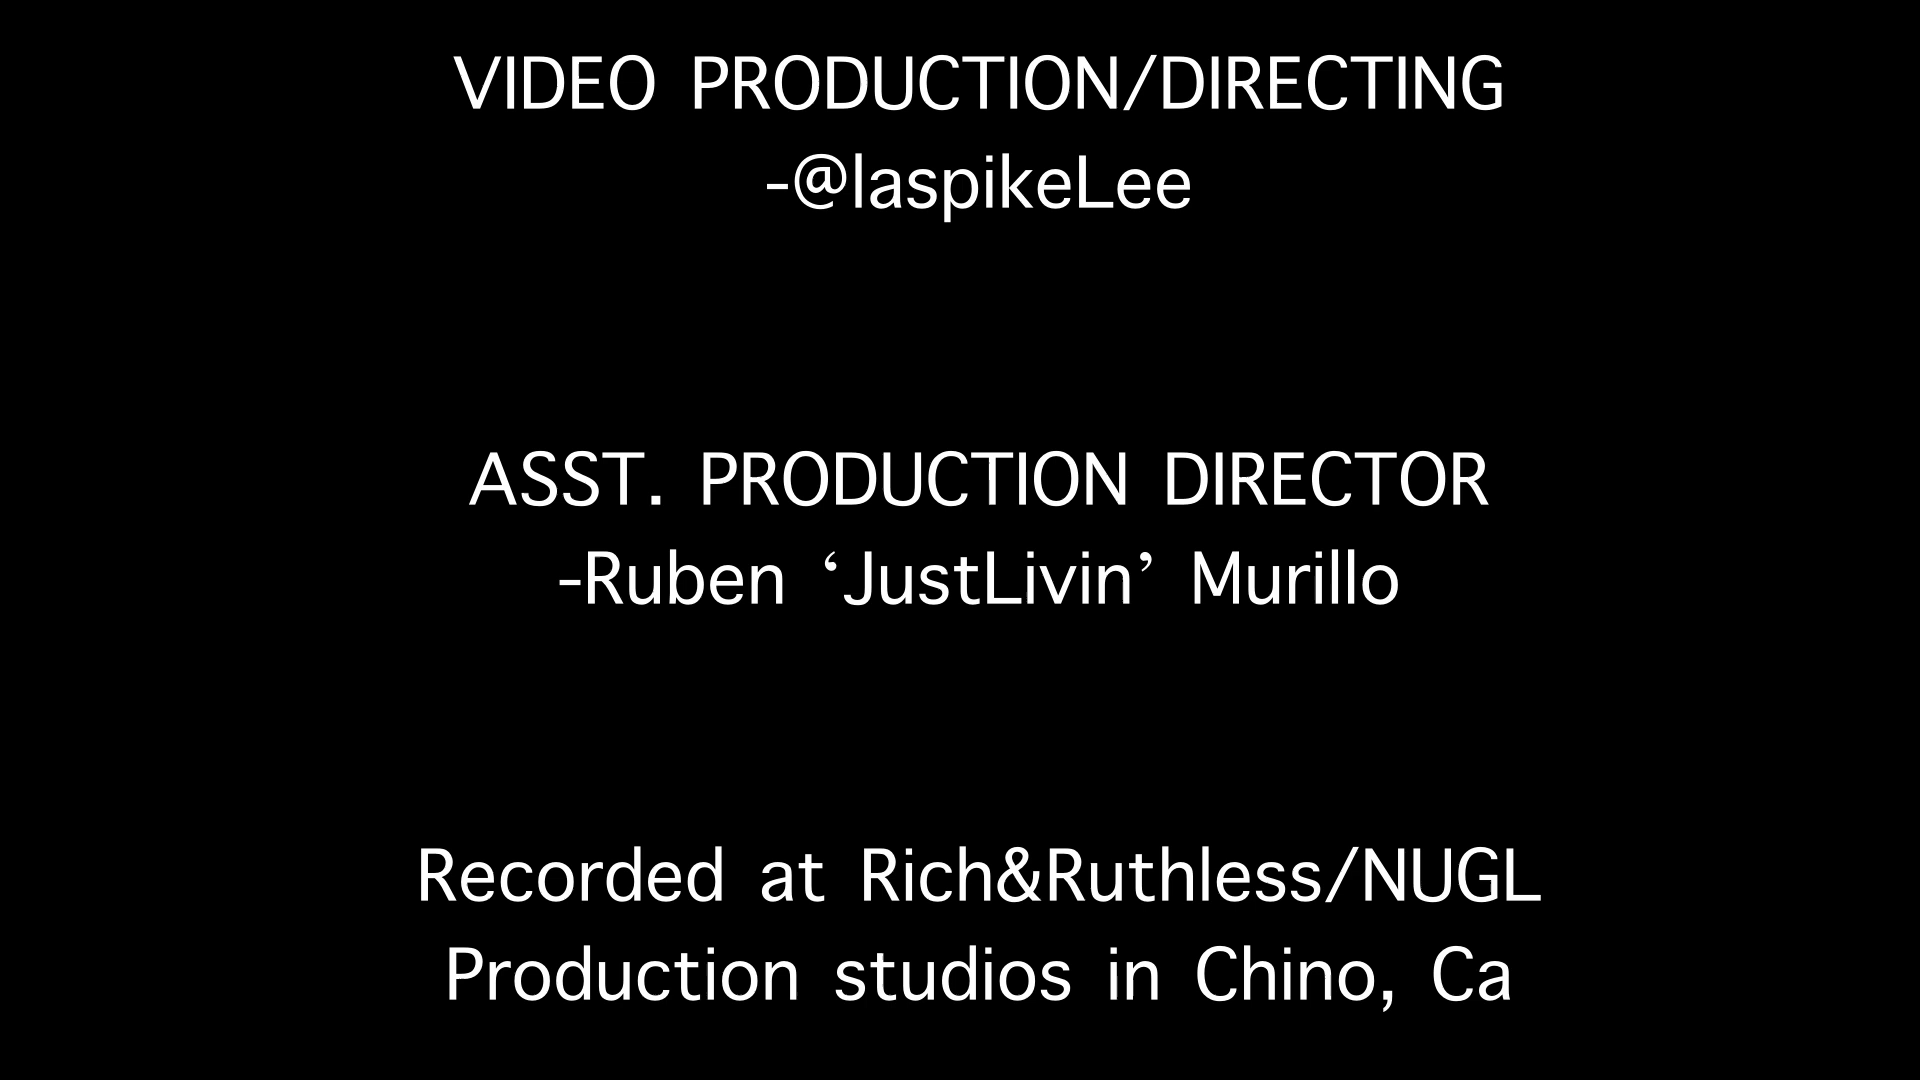 VIDEO PRODUCTION/DIRECTING
-@laspikeLee
ASST. PRODUCTION DIRECTOR
-Ruben ‘JustLivin’ Murillo
Recorded at Rich&Ruthless/NUGL
Production studios in Chino, Ca